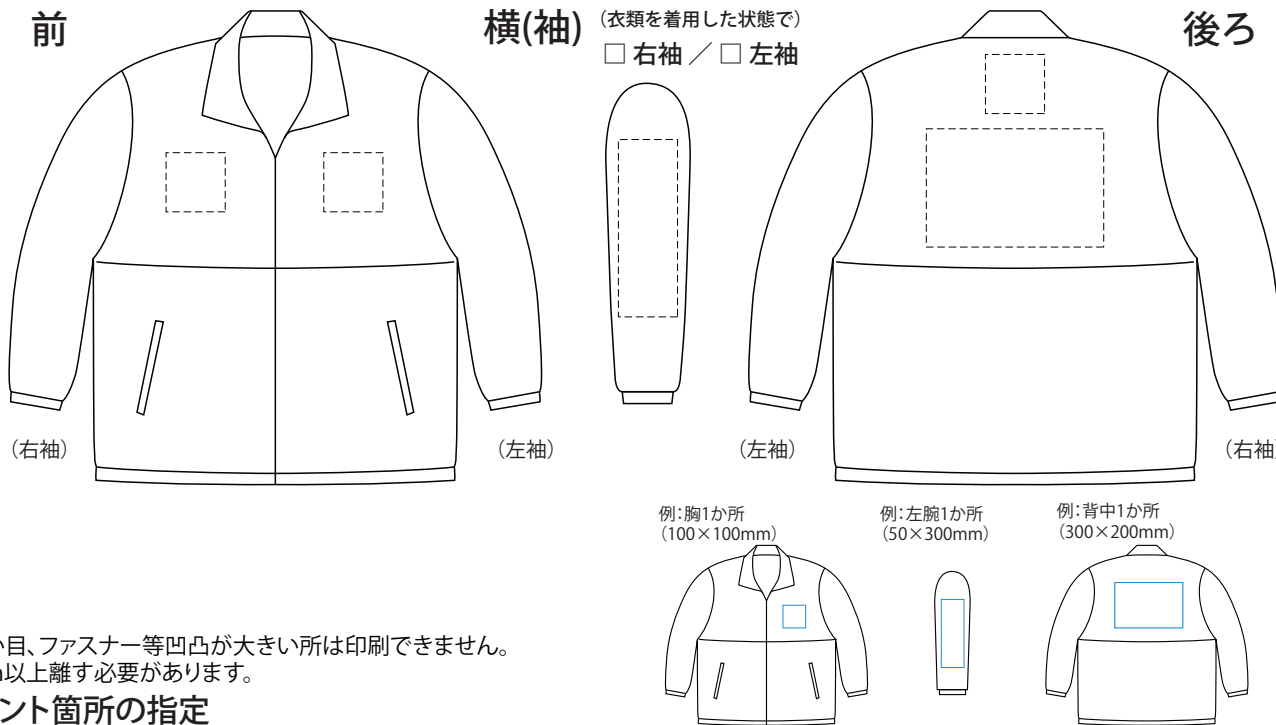 前
横(袖)
(衣類を着用した状態で)
□ 右袖 ／ □ 左袖
後ろ
(右袖)
(左袖)
(左袖)
(右袖)
例：胸1か所
(100×100mm)
例：左腕1か所
(50×300mm)
例：背中1か所
(300×200mm)
い目、ファスナー等凹凸が大きい所は印刷できません。
以上離す必要があります。
ント箇所の指定